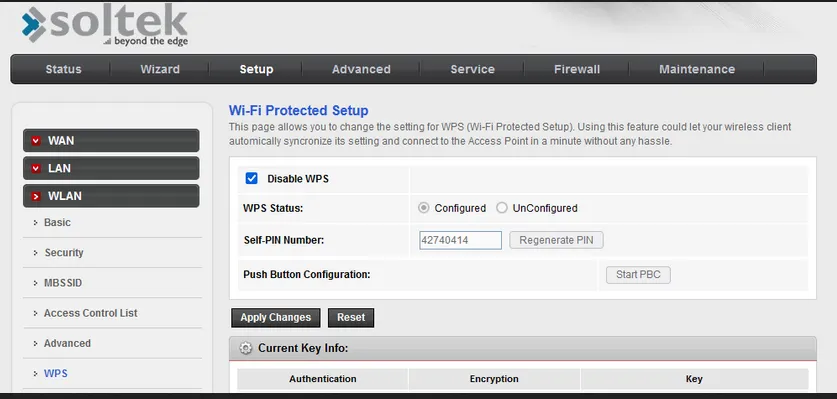 soltek
beyond the edge
Status Wizard Setup Advanced Service Firewall Maintenance
WAN
LAN
WLAN
Basic
Security
MBSSID
Access Control List
Advanced
WPS
Wi-Fi Protected Setup
This page allows you to change the setting for WPS (Wi-Fi Protected Setup). Using this feature could let your wireless client
automically syncronize its setting and connect to the Access Point in a minute without any hassle.
Disable WPS
WPS Status: Configured UnConfigured
Self-PIN Number: 42740414 Regenerate PIN
Push Button Configuration: Start PBC
Apply Changes Reset
Current Key Info:
Authentication Encryption Key